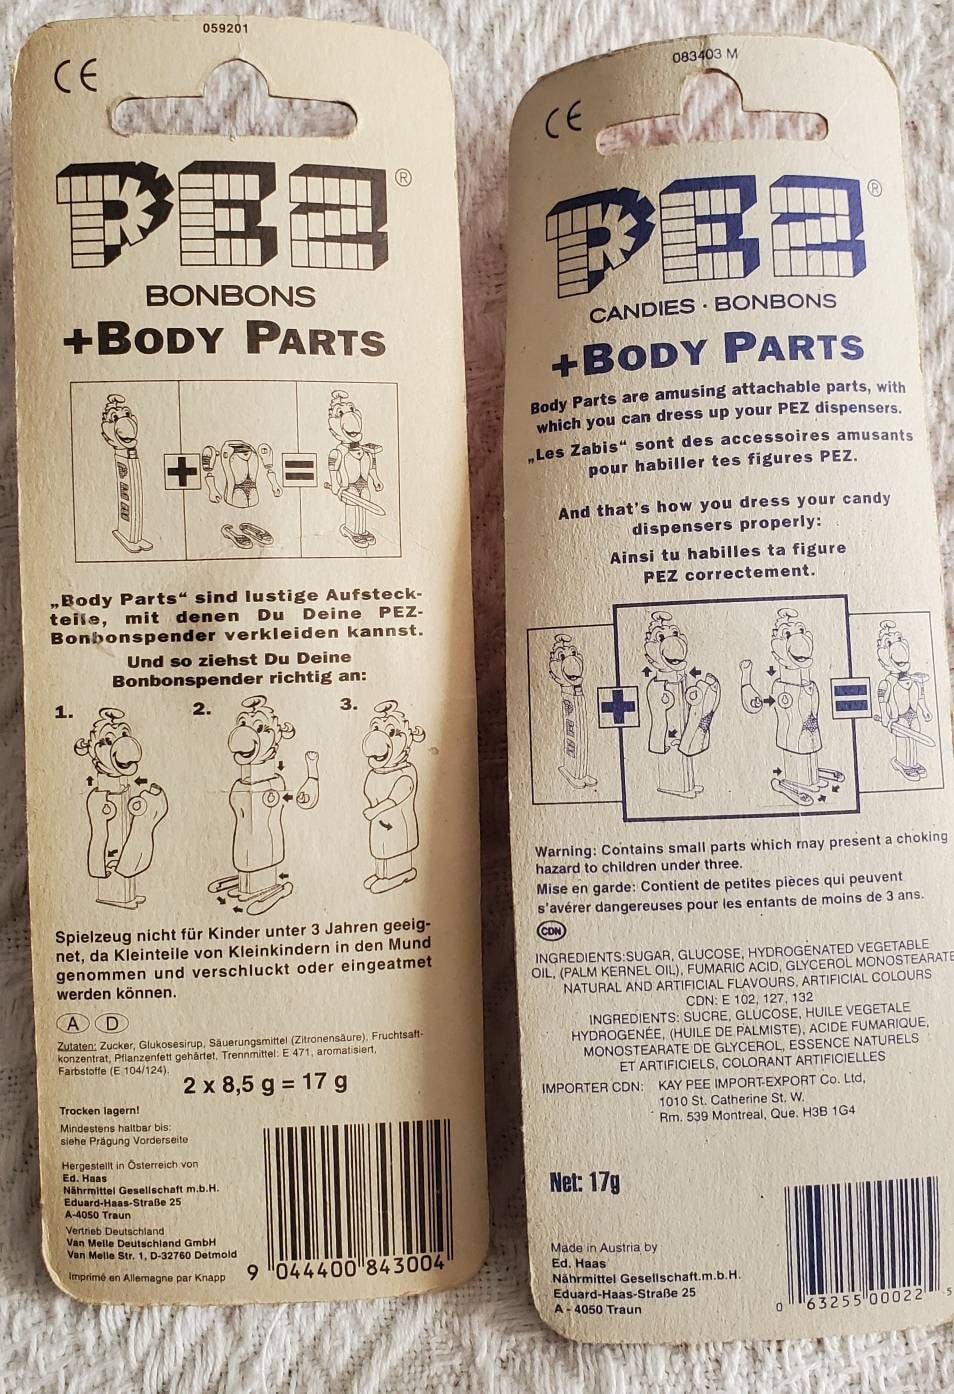 059201
CE
PEZ®
BONBONS
+BODY PARTS
„Body Parts“ sind lustige Aufsteck-
teile, mit denen Du Deine PEZ-
Bonbonspender verkleiden kannst.
Und so ziehst Du Deine
Bonbonspender richtig an:
1. 2. 3.
Spielzeug nicht für Kinder unter 3 Jahren geeig-
net, da Kleinteile von Kleinkindern in den Mund
genommen und verschluckt oder eingeatmet
werden können.
A D
Zutaten: Zucker, Glukosesirup, Säuerungsmittel (Zitronensäure), Fruchtsaft-
konzentrat, Pflanzenfett gehärtet, Trennmittel: E 471, aromatisiert,
Farbstoffe (E 104/124).
2 x 8,5 g = 17 g
Trocken lagern!
Mindestens haltbar bis:
siehe Prägung Vorderseite
Hergestellt in Österreich von
Ed. Haas
Nährmittel Gesellschaft m.b.H.
Eduard-Haas-Straße 25
A-4050 Traun
Vertrieb Deutschland
Van Melle Deutschland GmbH
Van Melle Str. 1, D-32760 Detmold
Imprimé en Allemagne par Knapp
9 044400 843004
083403 M
CE
PEZ®
CANDIES · BONBONS
+BODY PARTS
Body Parts are amusing attachable parts, with
which you can dress up your PEZ dispensers.
„Les Zabis“ sont des accessoires amusants
pour habiller tes figures PEZ.
And that's how you dress your candy
dispensers properly:
Ainsi tu habilles ta figure
PEZ correctement.
Warning: Contains small parts which may present a choking
hazard to children under three.
Mise en garde: Contient de petites pièces qui peuvent
s'avérer dangereuses pour les enfants de moins de 3 ans.
CDN
INGREDIENTS:SUGAR, GLUCOSE, HYDROGENATED VEGETABLE
OIL, (PALM KERNEL OIL), FUMARIC ACID, GLYCEROL MONOSTEARATE
NATURAL AND ARTIFICIAL FLAVOURS, ARTIFICIAL COLOURS
CDN: E 102, 127, 132
INGREDIENTS: SUCRE, GLUCOSE, HUILE VEGETALE
HYDROGENÉE, (HUILE DE PALMISTE), ACIDE FUMARIQUE,
MONOSTEARATE DE GLYCEROL, ESSENCE NATURELS
ET ARTIFICIELS, COLORANT ARTIFICIELLES
IMPORTER CDN: KAY PEE IMPORT-EXPORT Co. Ltd,
1010 St. Catherine St. W.
Rm. 539 Montreal, Que. H3B 1G4
Net: 17g
Made in Austria by
Ed. Haas
Nährmittel Gesellschaft.m.b.H.
Eduard-Haas-Straße 25
A - 4050 Traun
0 63255 00022 5